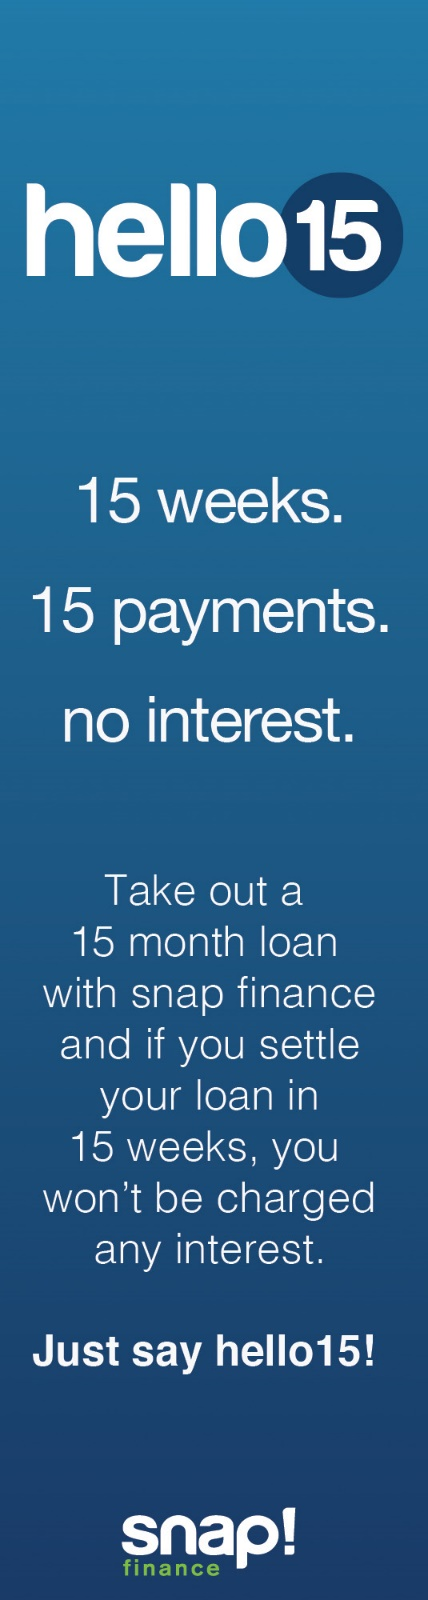 hello15
15 weeks.
15 payments.
no interest.
Take out a
15 month loan
with snap finance
and if you settle
your loan in
15 weeks, you
won’t be charged
any interest.
Just say hello15!
snap!
finance